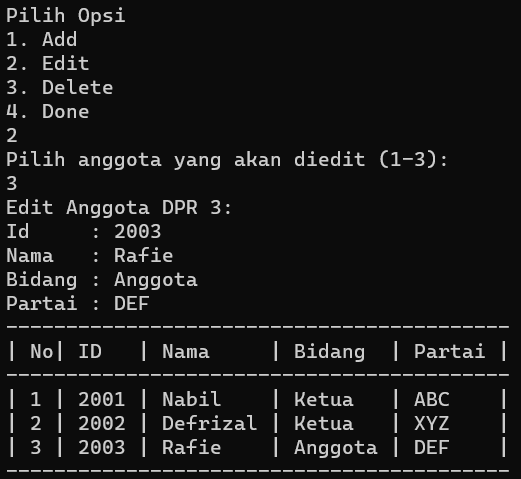 Pilih Opsi
1. Add
2. Edit
3. Delete
4. Done
2
Pilih anggota yang akan diedit (1-3):
3
Edit Anggota DPR 3:
Id     : 2003
Nama   : Rafie
Bidang : Anggota
Partai : DEF
------------------------------------------
| No| ID   | Nama     | Bidang  | Partai |
------------------------------------------
| 1 | 2001 | Nabil    | Ketua   | ABC    |
| 2 | 2002 | Defrizal | Ketua   | XYZ    |
| 3 | 2003 | Rafie    | Anggota | DEF    |
------------------------------------------